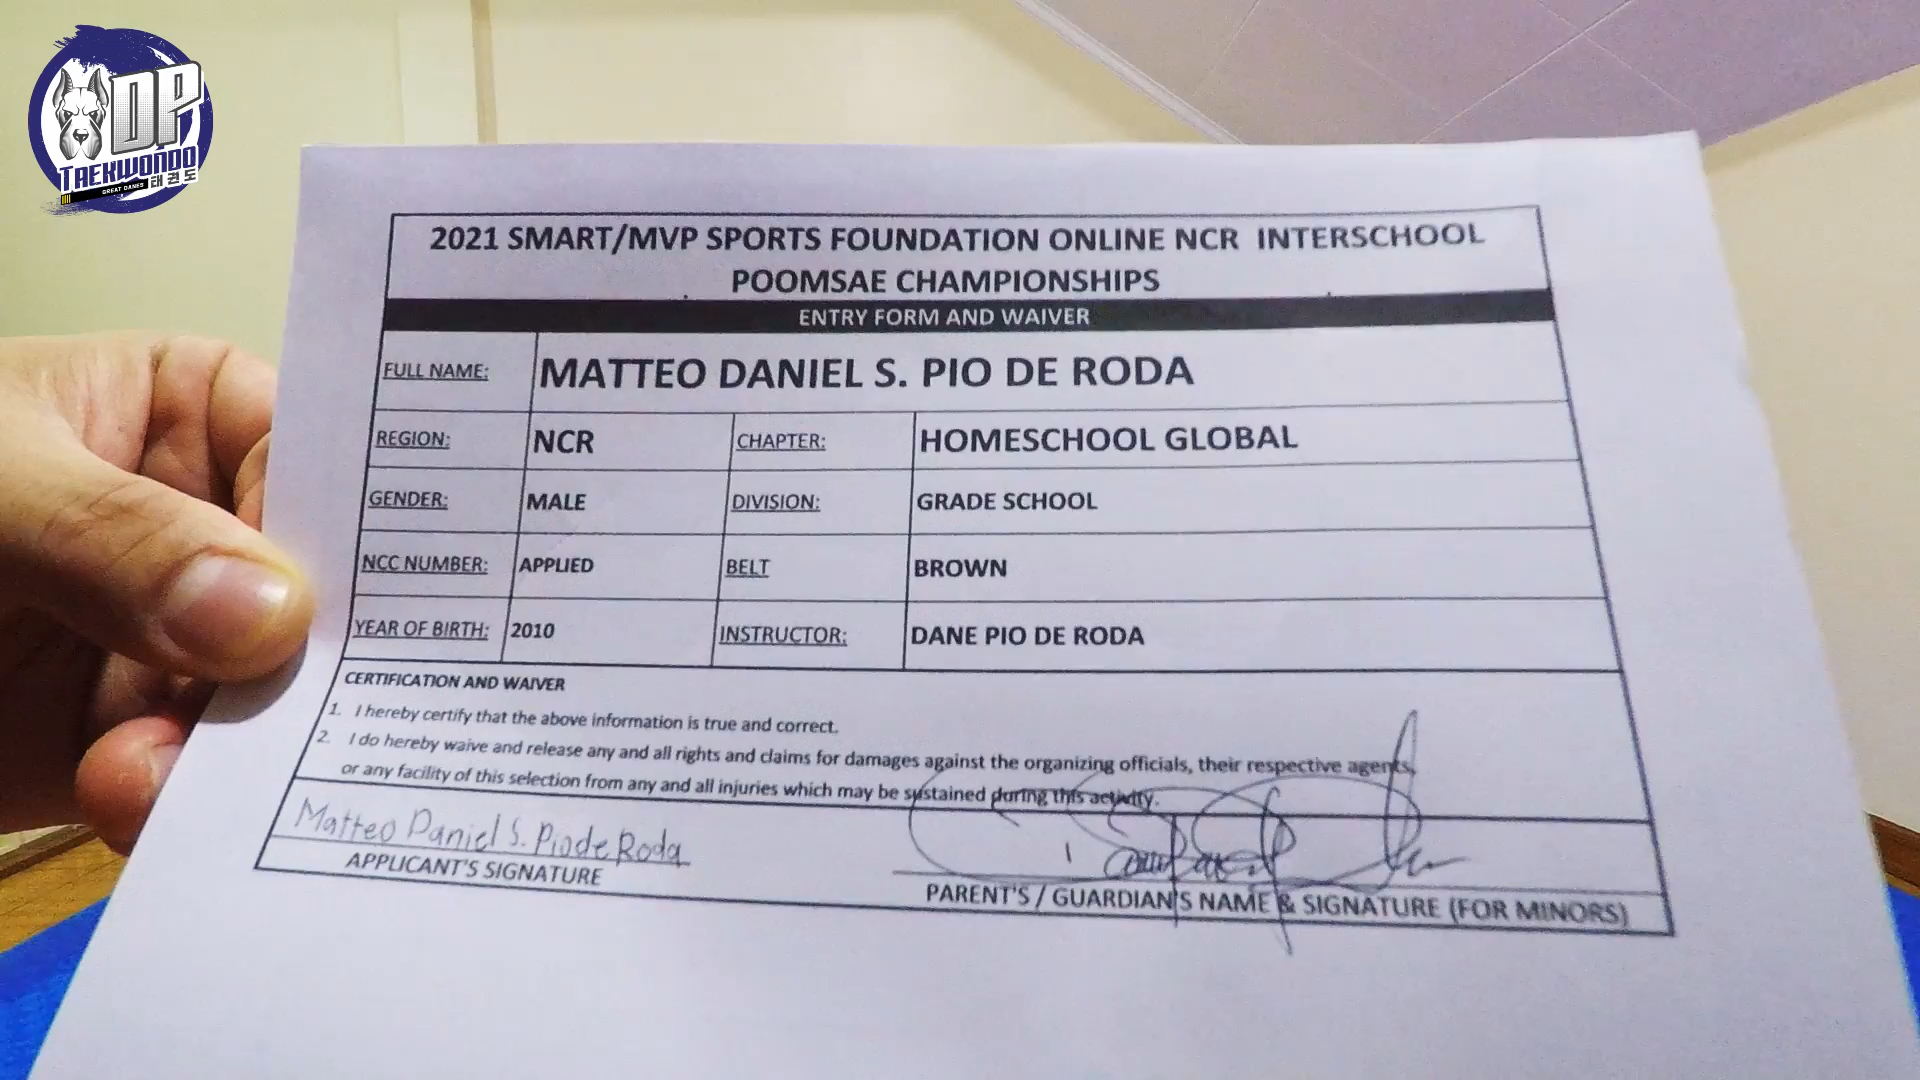 DP
TAEKWONDO
GREAT DANES 태권도
2021 SMART/MVP SPORTS FOUNDATION ONLINE NCR INTERSCHOOL
POOMSAE CHAMPIONSHIPS
ENTRY FORM AND WAIVER
FULL NAME: MATTEO DANIEL S. PIO DE RODA
REGION: NCR CHAPTER: HOMESCHOOL GLOBAL
GENDER: MALE DIVISION: GRADE SCHOOL
NCC NUMBER: APPLIED BELT BROWN
YEAR OF BIRTH: 2010 INSTRUCTOR: DANE PIO DE RODA
CERTIFICATION AND WAIVER
1. I hereby certify that the above information is true and correct.
2. I do hereby waive and release any and all rights and claims for damages against the organizing officials, their respective agents,
or any facility of this selection from any and all injuries which may be sustained during this activity.
Matteo Daniel S. Pio de Roda
APPLICANT'S SIGNATURE
PARENT'S / GUARDIAN'S NAME & SIGNATURE (FOR MINORS)